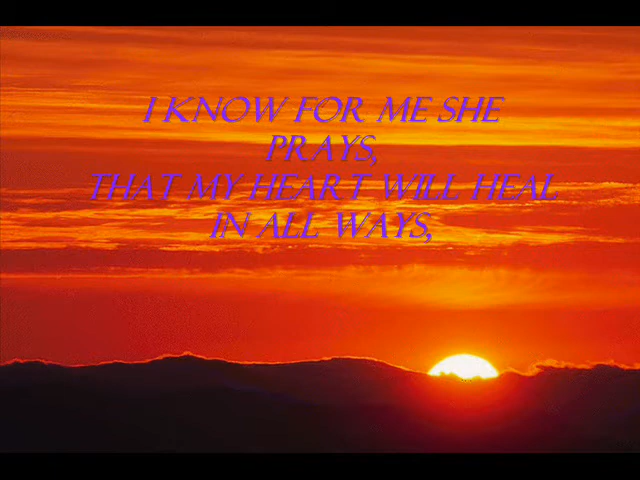 I KNOW FOR ME SHE
PRAYS,
THAT MY HEART WILL HEAL
IN ALL WAYS,